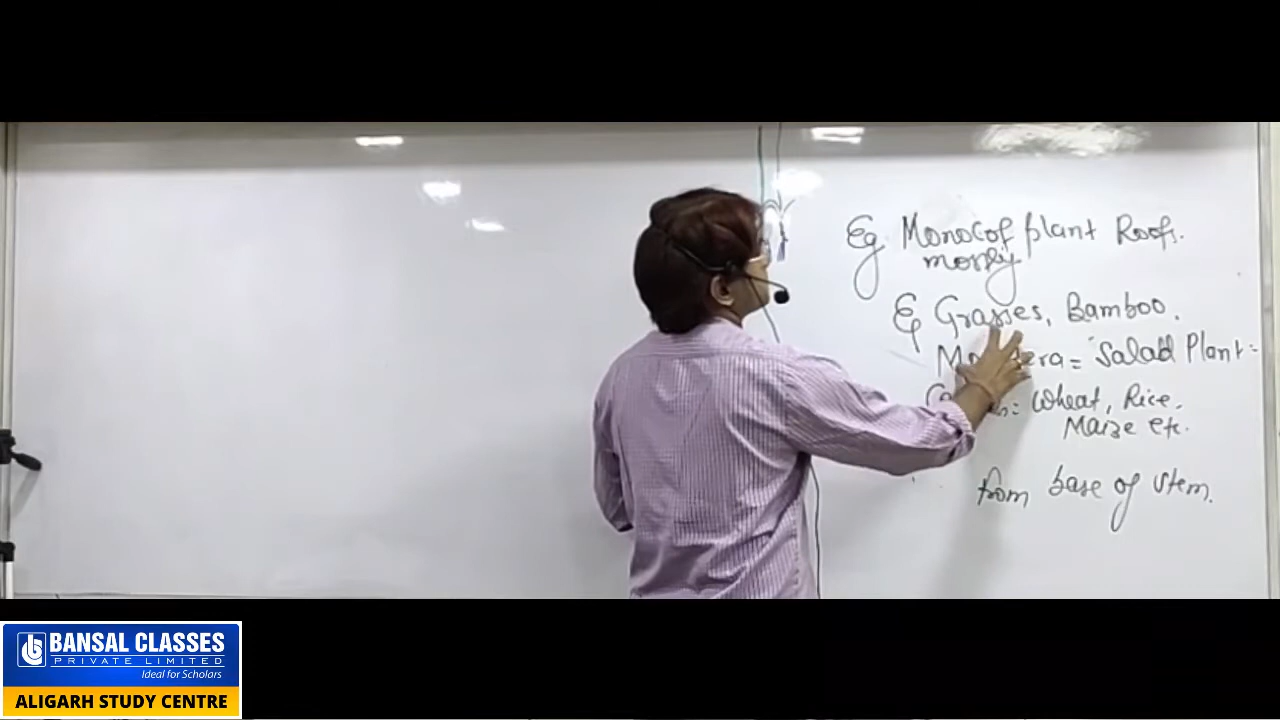 Eg Monocot plant Roots.
mostly
Eg Grasses, Bamboo.
= Salad Plant =
Wheat, Rice,
Maize etc.
from base of stem.
BANSAL CLASSES
PRIVATE LIMITED
Ideal for Scholars
ALIGARH STUDY CENTRE